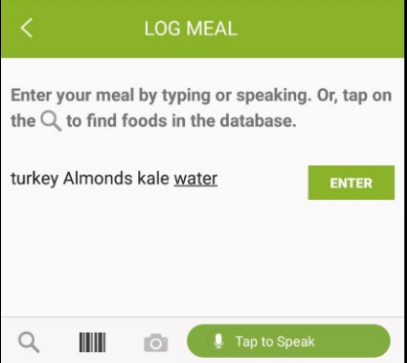 LOG MEAL
Enter your meal by typing or speaking. Or, tap on
the to find foods in the database.
turkey Almonds kale water
ENTER
Tap to Speak